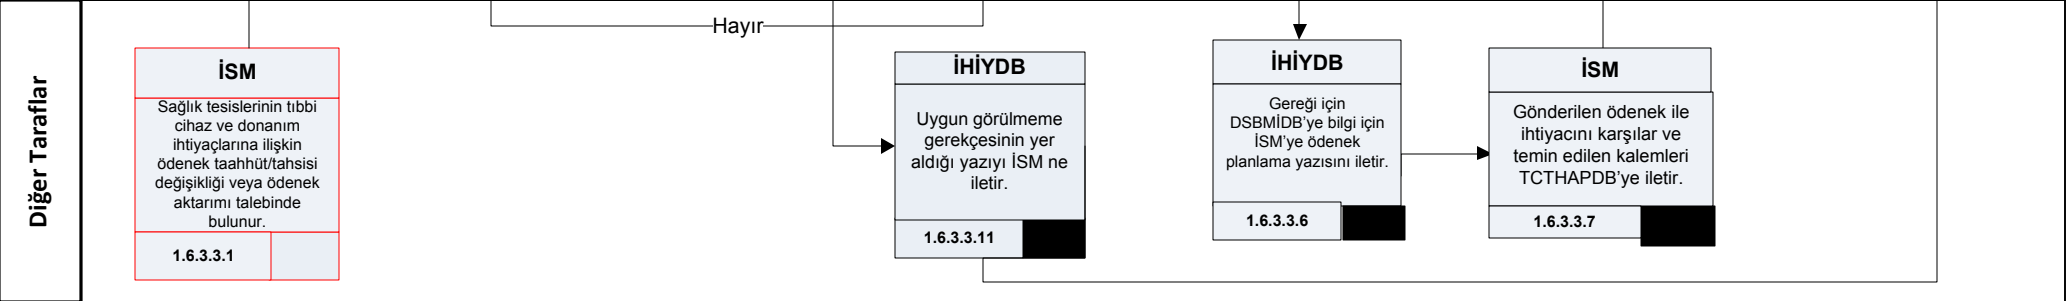 Diğer Taraflar
Hayır
İSM
Sağlık tesislerinin tıbbi
cihaz ve donanım
ihtiyaçlarına ilişkin
ödenek taahhüt/tahsisi
değişikliği veya ödenek
aktarımı talebinde
bulunur.
1.6.3.3.1
İHİYDB
Uygun görülmeme
gerekçesinin yer
aldığı yazıyı İSM ne
iletir.
1.6.3.3.11
İHİYDB
Gereği için
DSBMİDB’ye bilgi için
İSM’ye ödenek
planlama yazısını iletir.
1.6.3.3.6
İSM
Gönderilen ödenek ile
ihtiyacını karşılar ve
temin edilen kalemleri
TCTHAPDB’ye iletir.
1.6.3.3.7